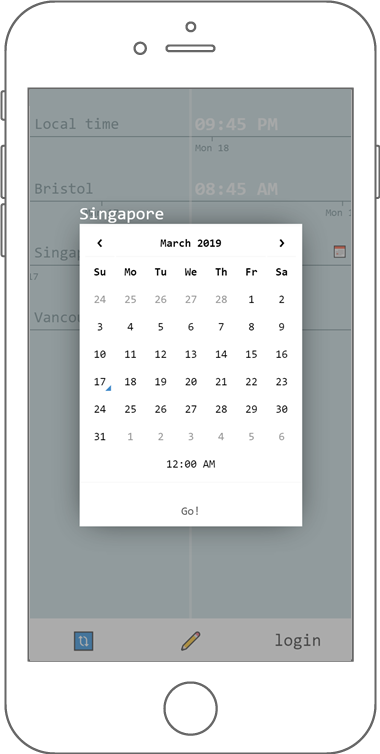 Local time 09:45 PM
Mon 18
Bristol 08:45 AM
Mon
Singapore
Singap
17
Vancou
‹ March 2019 ›
Su Mo Tu We Th Fr Sa
24 25 26 27 28 1 2
3 4 5 6 7 8 9
10 11 12 13 14 15 16
17 18 19 20 21 22 23
24 25 26 27 28 29 30
31 1 2 3 4 5 6
12:00 AM
Go!
login